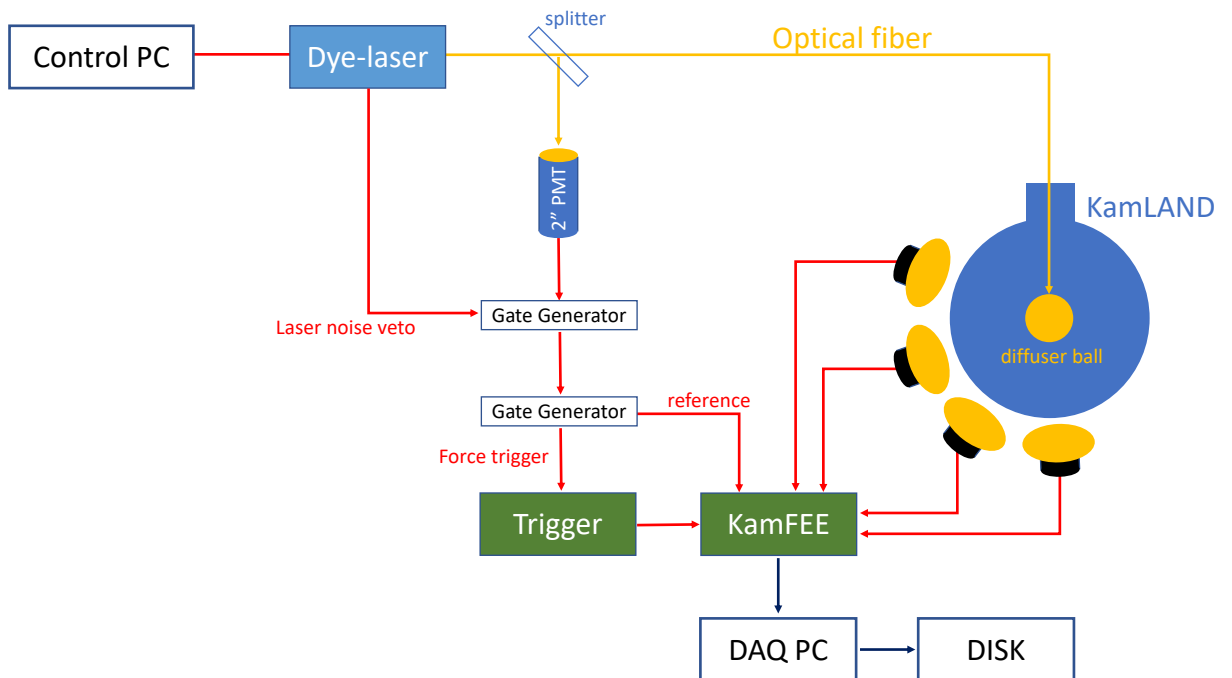 splitter
Control PC
Dye-laser
Optical fiber
2” PMT
KamLAND
Laser noise veto
Gate Generator
diffuser ball
Gate Generator
reference
Force trigger
Trigger
KamFEE
DAQ PC
DISK